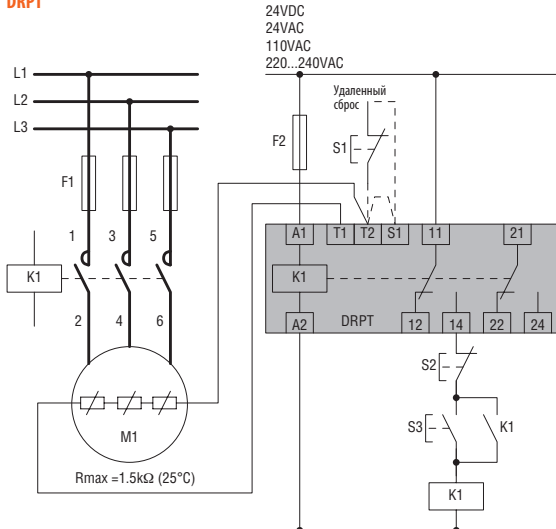 DRPT
24VDC
24VAC
110VAC
220...240VAC
L1
L2
L3
Удаленный
сброс
F2
S1
F1
A1 T1 T2 S1 11 21
1 3 5
K1
K1
A2 DRPT 12 14 22 24
2 4 6
S2
S3 K1
M1
Rmax =1.5kΩ (25°C)
K1